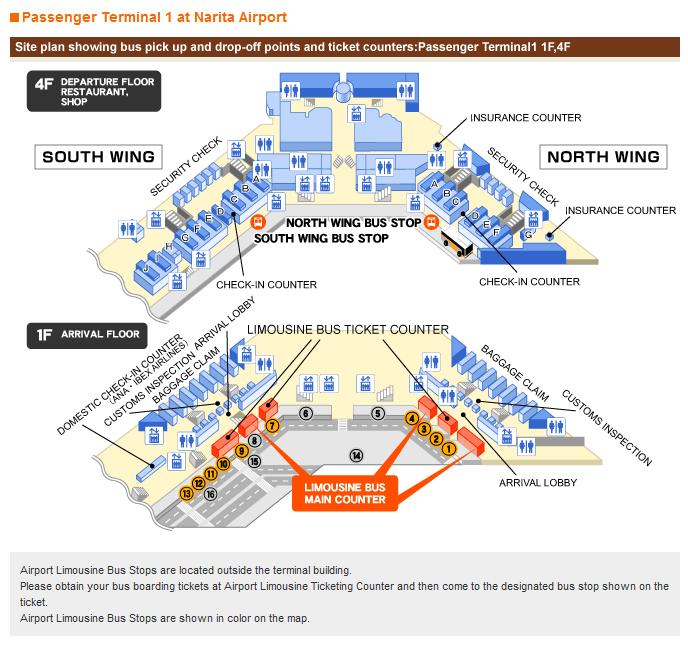 Passenger Terminal 1 at Narita Airport
Site plan showing bus pick up and drop-off points and ticket counters:Passenger Terminal1 1F,4F
4F DEPARTURE FLOOR
RESTAURANT,
SHOP
SOUTH WING
SECURITY CHECK
INSURANCE COUNTER
NORTH WING
SECURITY CHECK
INSURANCE COUNTER
A
B
C
D
E
F
G
H
I
J
A
B
C
D
E
F
G
NORTH WING BUS STOP
SOUTH WING BUS STOP
CHECK-IN COUNTER
CHECK-IN COUNTER
1F ARRIVAL FLOOR
LIMOUSINE BUS TICKET COUNTER
DOMESTIC CHECK-IN COUNTER
(ANA・IBEX AIRLINES)
CUSTOMS INSPECTION
BAGGAGE CLAIM
ARRIVAL LOBBY
BAGGAGE CLAIM
CUSTOMS INSPECTION
ARRIVAL LOBBY
6
5
7
8
9
10
11
12
13
15
16
14
4
3
2
1
LIMOUSINE BUS
MAIN COUNTER
Airport Limousine Bus Stops are located outside the terminal building.
Please obtain your bus boarding tickets at Airport Limousine Ticketing Counter and then come to the designated bus stop shown on the
ticket.
Airport Limousine Bus Stops are shown in color on the map.